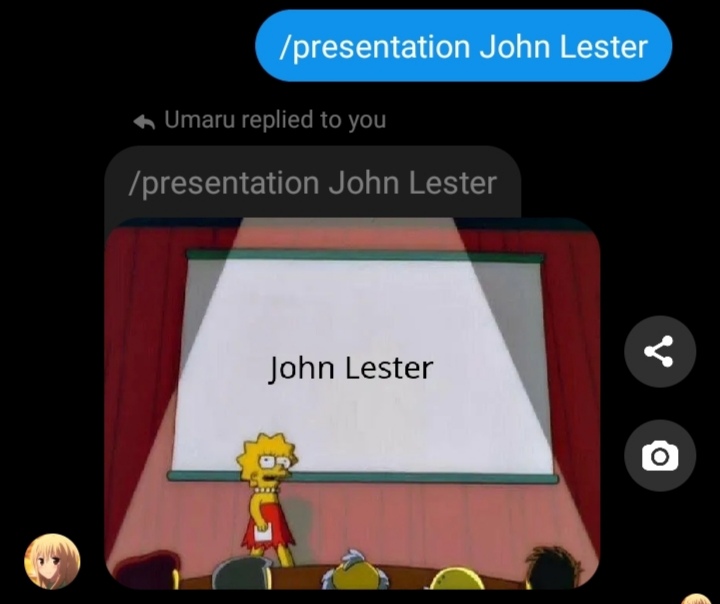 /presentation John Lester
Umaru replied to you
/presentation John Lester
John Lester